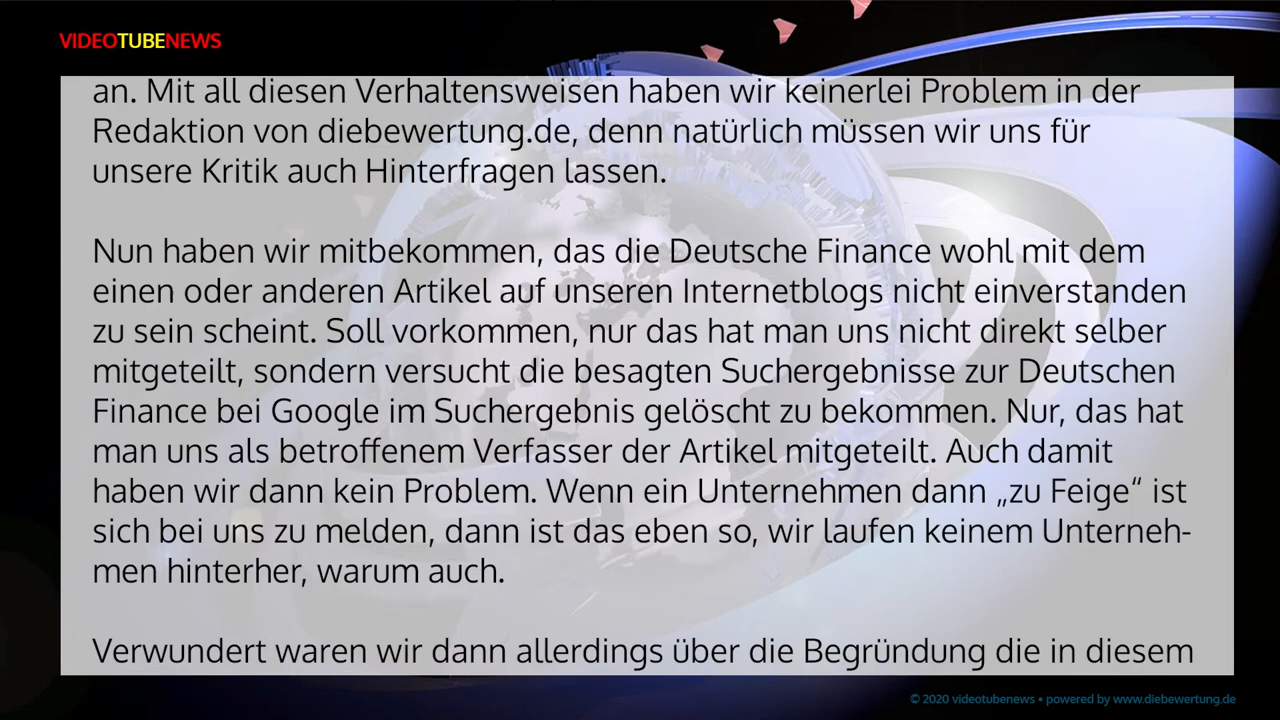 VIDEOTUBENEWS
an. Mit all diesen Verhaltensweisen haben wir keinerlei Problem in der
Redaktion von diebewertung.de, denn natürlich müssen wir uns für
unsere Kritik auch Hinterfragen lassen.
Nun haben wir mitbekommen, das die Deutsche Finance wohl mit dem
einen oder anderen Artikel auf unseren Internetblogs nicht einverstanden
zu sein scheint. Soll vorkommen, nur das hat man uns nicht direkt selber
mitgeteilt, sondern versucht die besagten Suchergebnisse zur Deutschen
Finance bei Google im Suchergebnis gelöscht zu bekommen. Nur, das hat
man uns als betroffenem Verfasser der Artikel mitgeteilt. Auch damit
haben wir dann kein Problem. Wenn ein Unternehmen dann „zu Feige“ ist
sich bei uns zu melden, dann ist das eben so, wir laufen keinem Unterneh-
men hinterher, warum auch.
Verwundert waren wir dann allerdings über die Begründung die in diesem
© 2020 videotubenews • powered by www.diebewertung.de